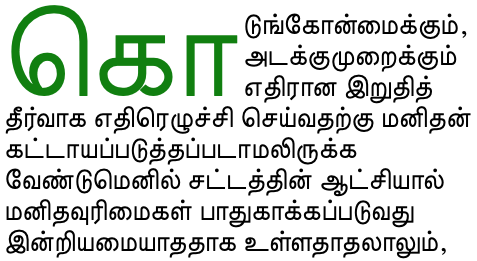 கொடுங்கோன்மைக்கும்,
அடக்குமுறைக்கும்
எதிரான இறுதித்
தீர்வாக எதிரெழுச்சி செய்வதற்கு மனிதன்
கட்டாயப்படுத்தப்படாமலிருக்க
வேண்டுமெனில் சட்டத்தின் ஆட்சியால்
மனிதவுரிமைகள் பாதுகாக்கப்படுவது
இன்றியமையாததாக உள்ளதாதலாலும்,